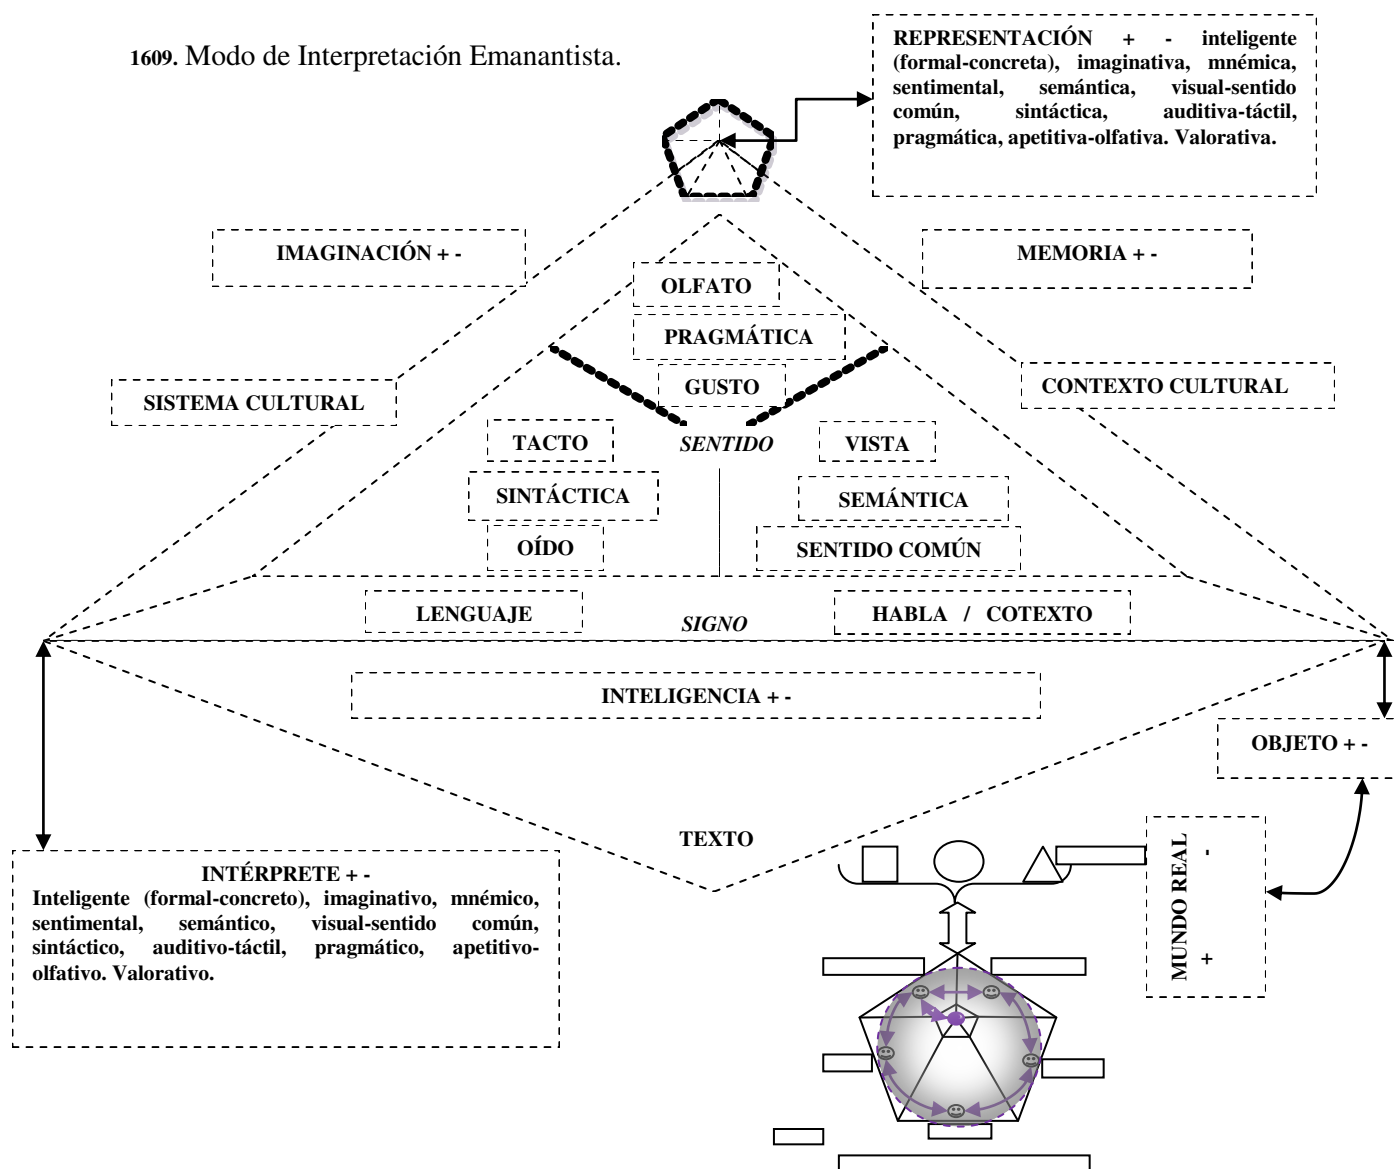 1609. Modo de Interpretación Emanantista.
REPRESENTACIÓN + - inteligente
(formal-concreta), imaginativa, mnémica,
sentimental, semántica, visual-sentido
común, sintáctica, auditiva-táctil,
pragmática, apetitiva-olfativa. Valorativa.
IMAGINACIÓN + -
MEMORIA + -
OLFATO
PRAGMÁTICA
GUSTO
SISTEMA CULTURAL
CONTEXTO CULTURAL
TACTO
SENTIDO
VISTA
SINTÁCTICA
SEMÁNTICA
OÍDO
SENTIDO COMÚN
LENGUAJE
SIGNO
HABLA / COTEXTO
INTELIGENCIA + -
OBJETO + -
TEXTO
MUNDO REAL
+ -
INTÉRPRETE + -
Inteligente (formal-concreto), imaginativo, mnémico,
sentimental, semántico, visual-sentido común,
sintáctico, auditivo-táctil, pragmático, apetitivo-
olfativo. Valorativo.